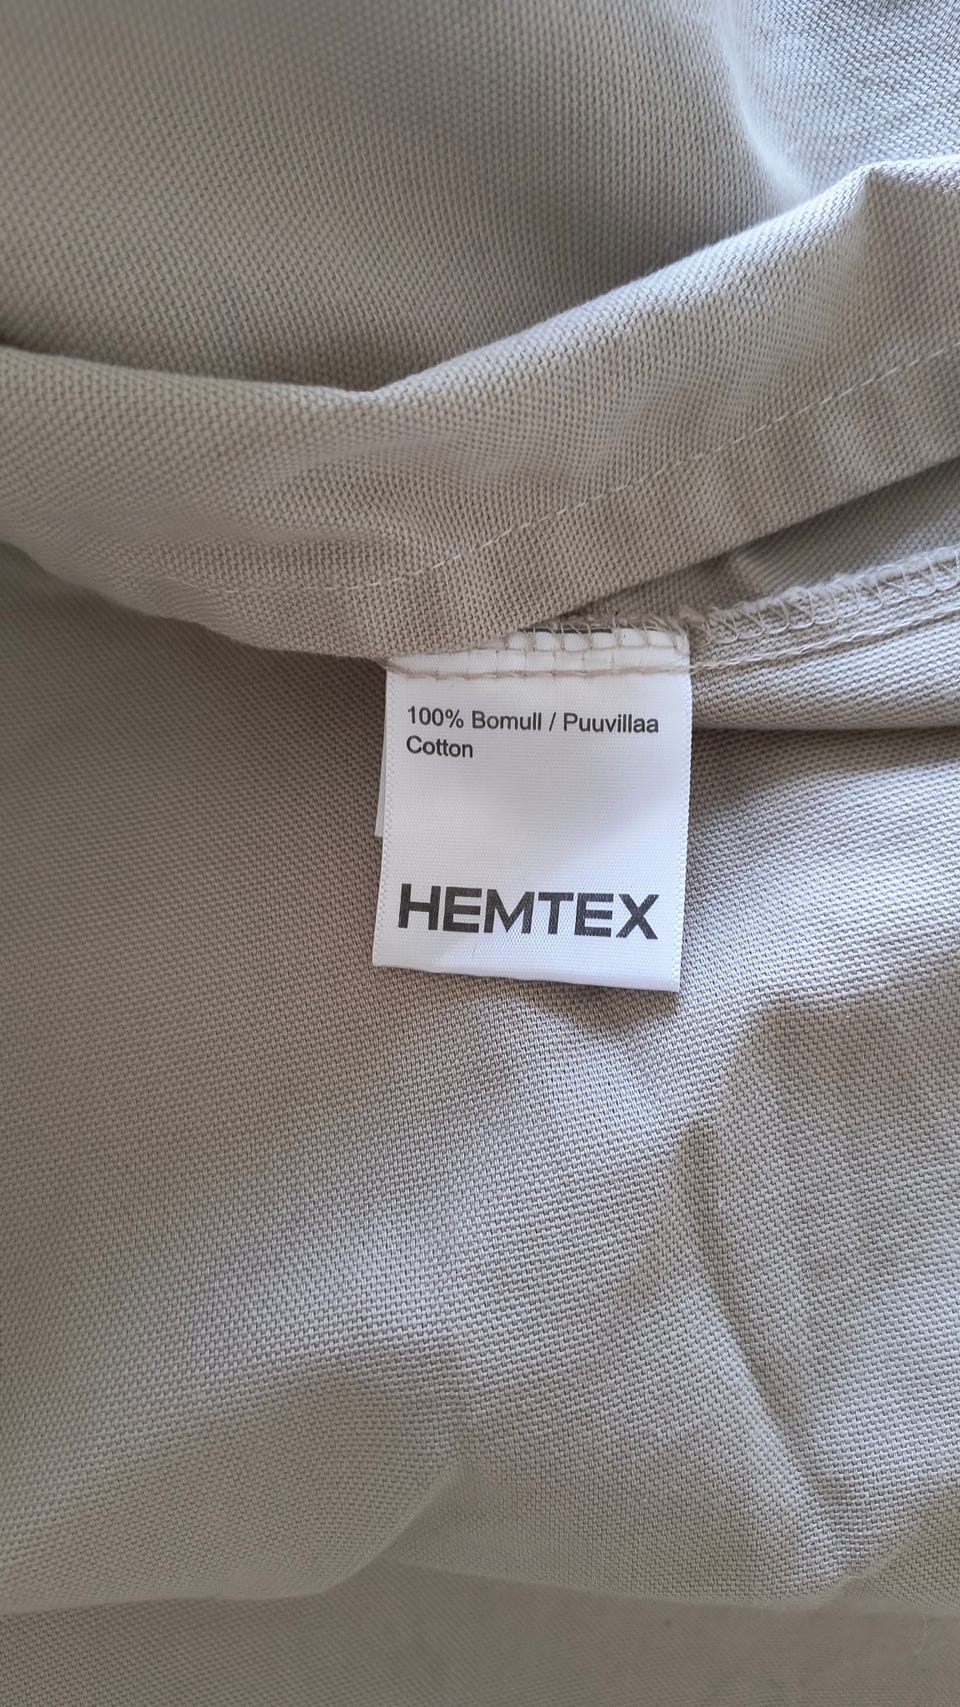 100% Bomull / Puuvillaa
Cotton
HEMTEX